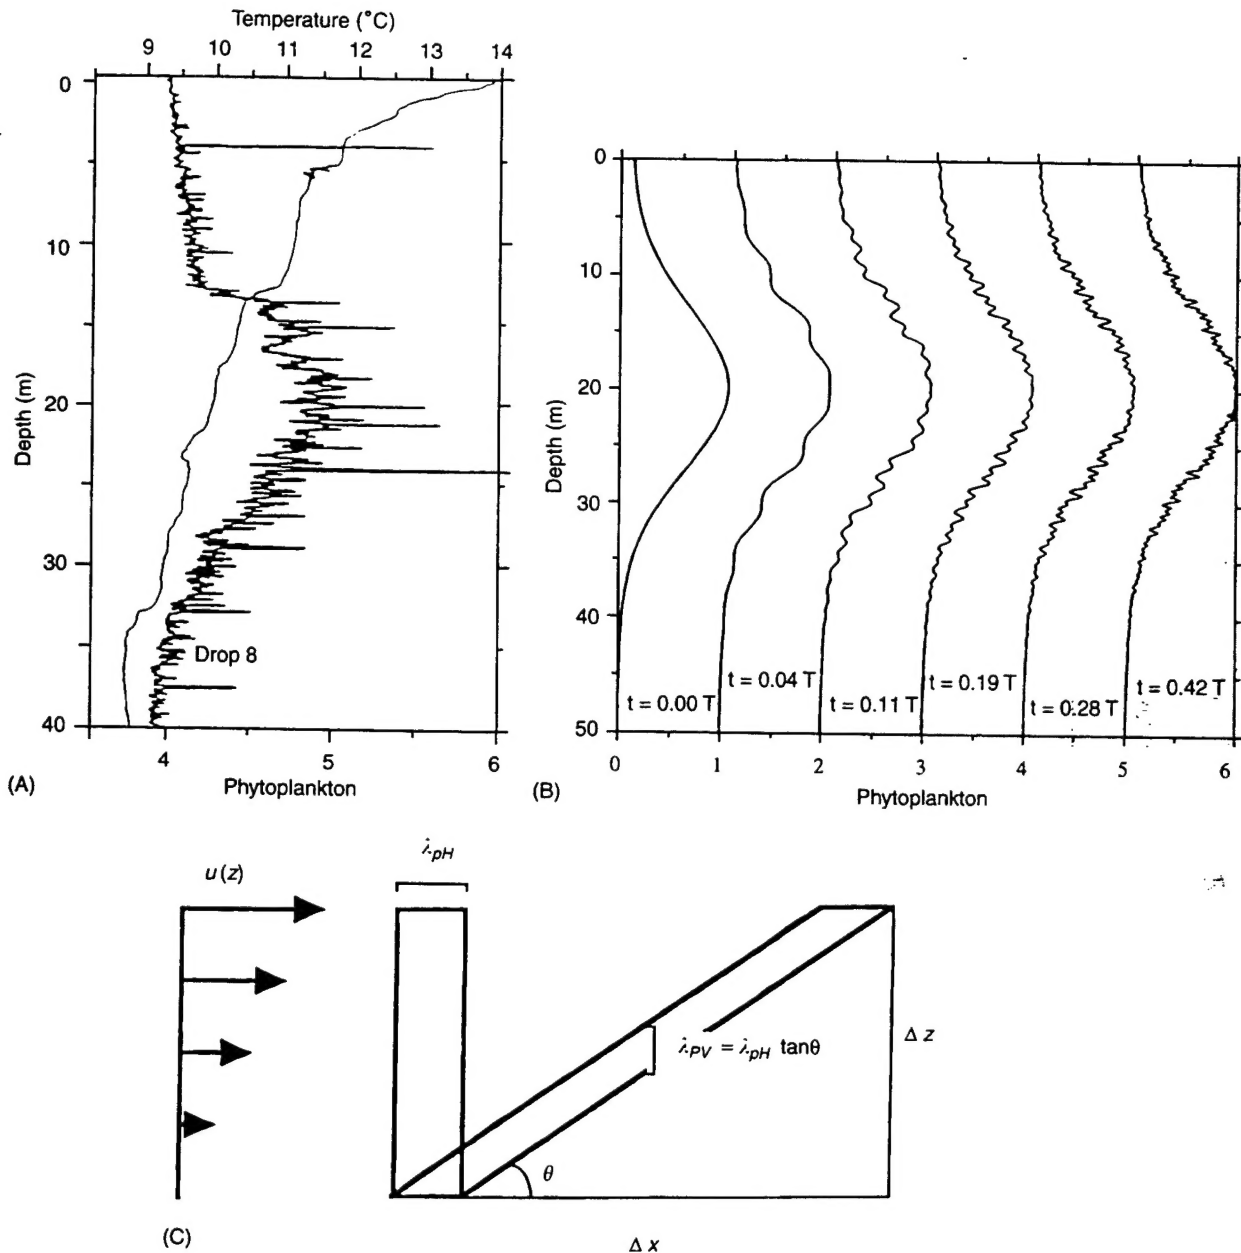 Temperature (°C)
9 10 11 12 13 14
0
10
20
30
40
Depth (m)
Drop 8
4 5 6
Phytoplankton
(A)
0
10
20
30
40
50
Depth (m)
t = 0.00 T
t = 0.04 T
t = 0.11 T
t = 0.19 T
t = 0.28 T
t = 0.42 T
0 1 2 3 4 5 6
Phytoplankton
(B)
u(z)
λpH
λPV = λpH tanθ
Δ z
θ
Δ x
(C)